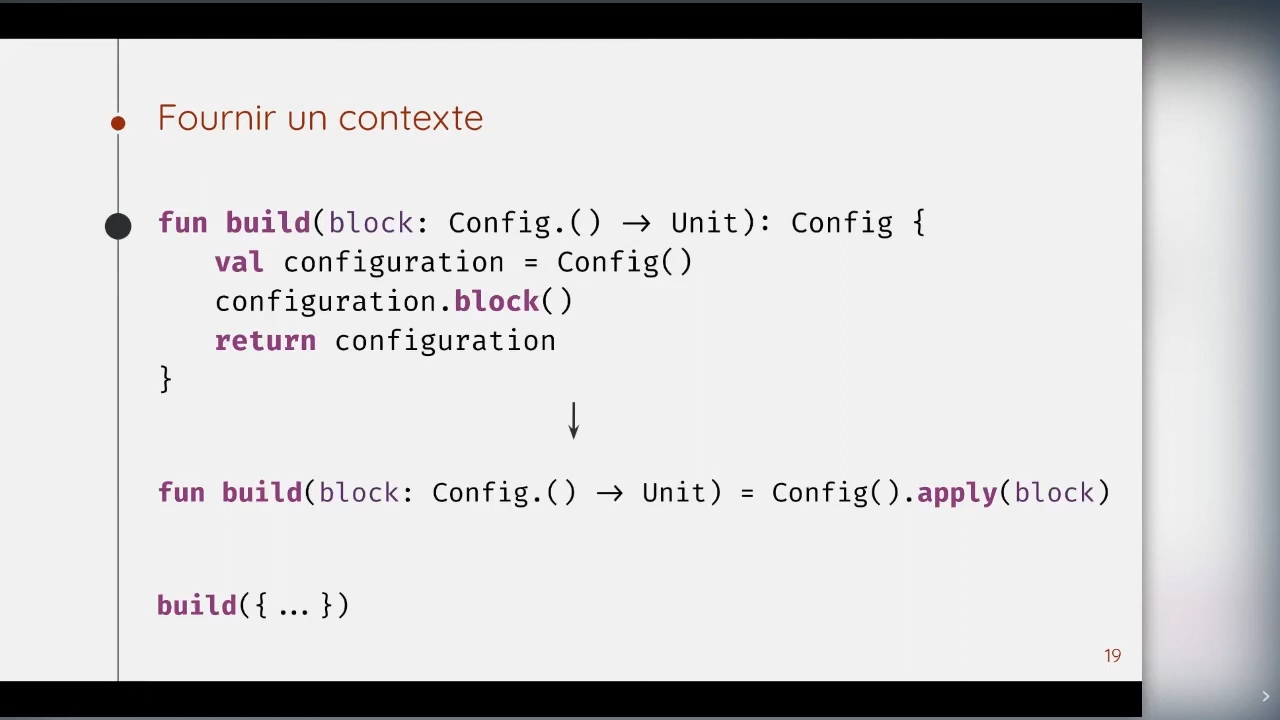 Fournir un contexte
fun build(block: Config.() → Unit): Config {
val configuration = Config()
configuration.block()
return configuration
}
↓
fun build(block: Config.() → Unit) = Config().apply(block)
build({ ... })
19